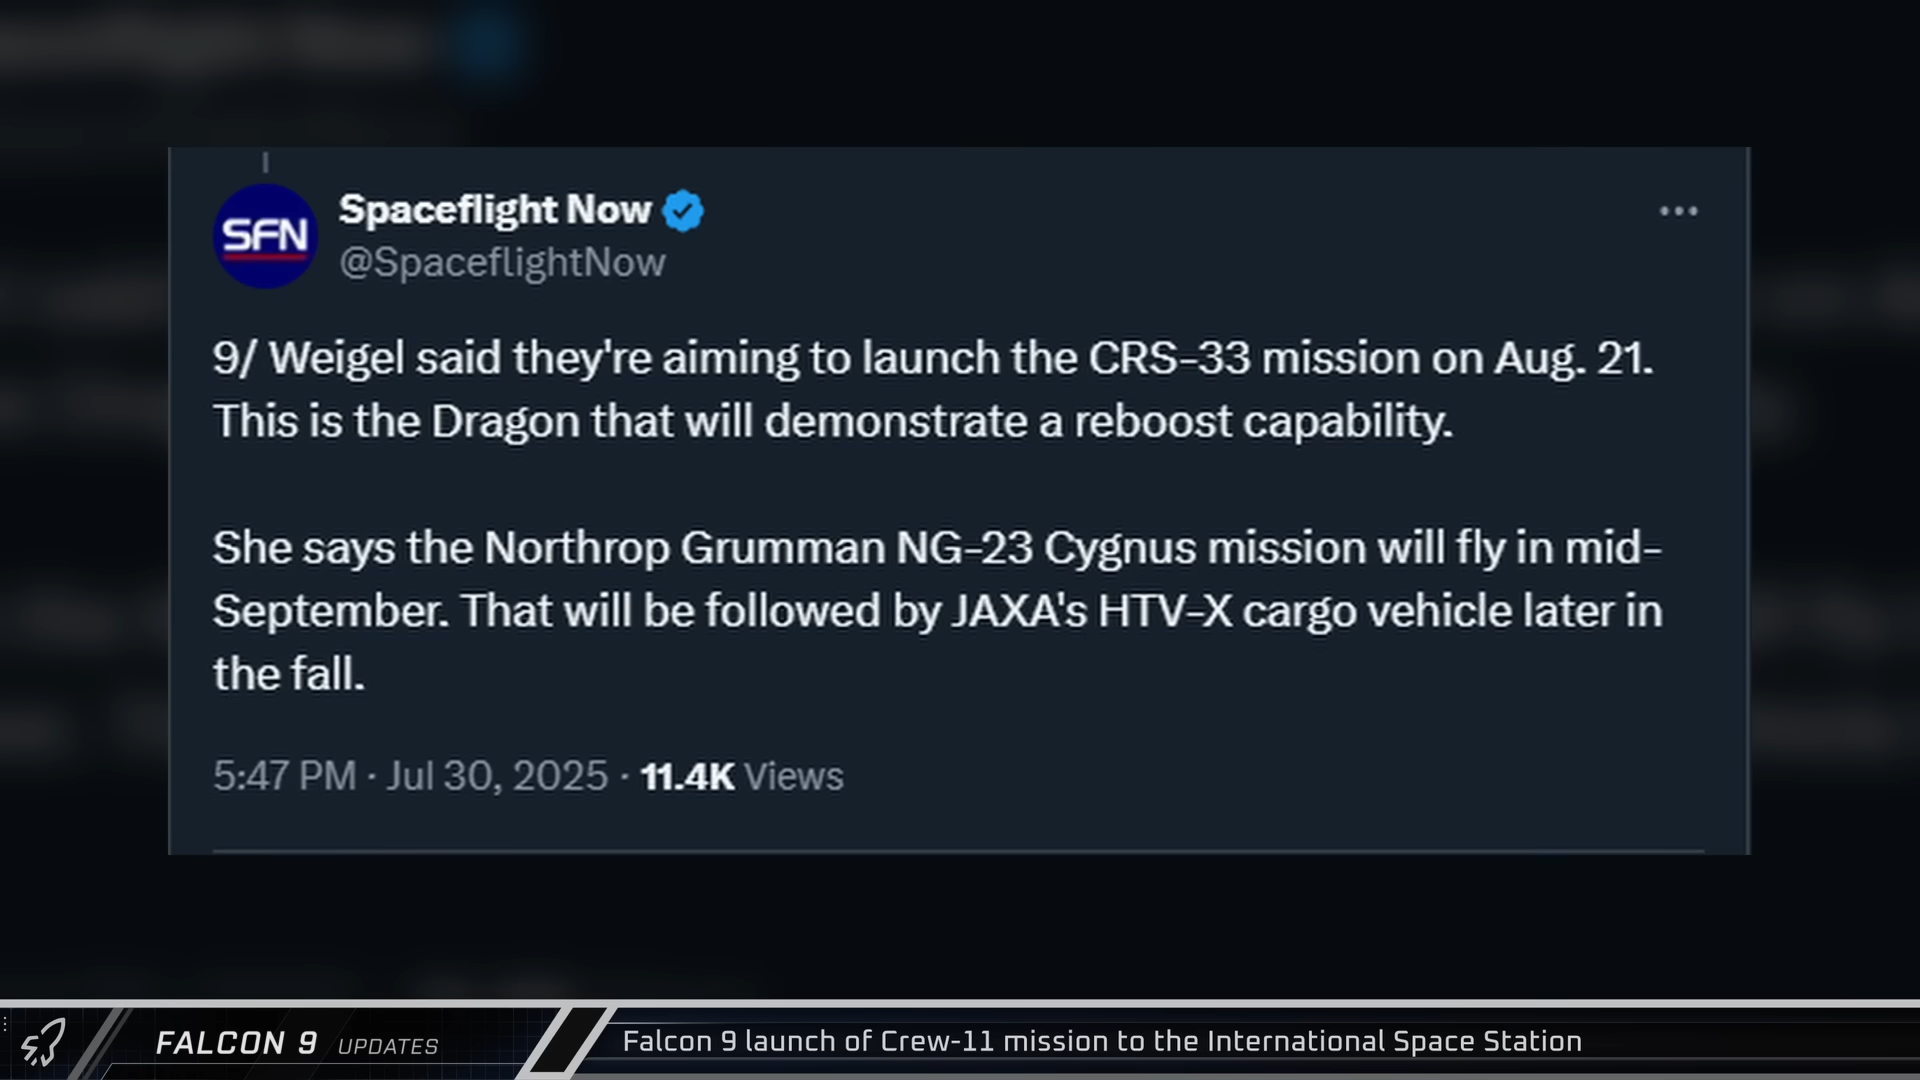 SFN
Spaceflight Now
@SpaceflightNow
9/ Weigel said they're aiming to launch the CRS-33 mission on Aug. 21.
This is the Dragon that will demonstrate a reboost capability.
She says the Northrop Grumman NG-23 Cygnus mission will fly in mid-
September. That will be followed by JAXA's HTV-X cargo vehicle later in
the fall.
5:47 PM · Jul 30, 2025 · 11.4K Views
FALCON 9 UPDATES
Falcon 9 launch of Crew-11 mission to the International Space Station